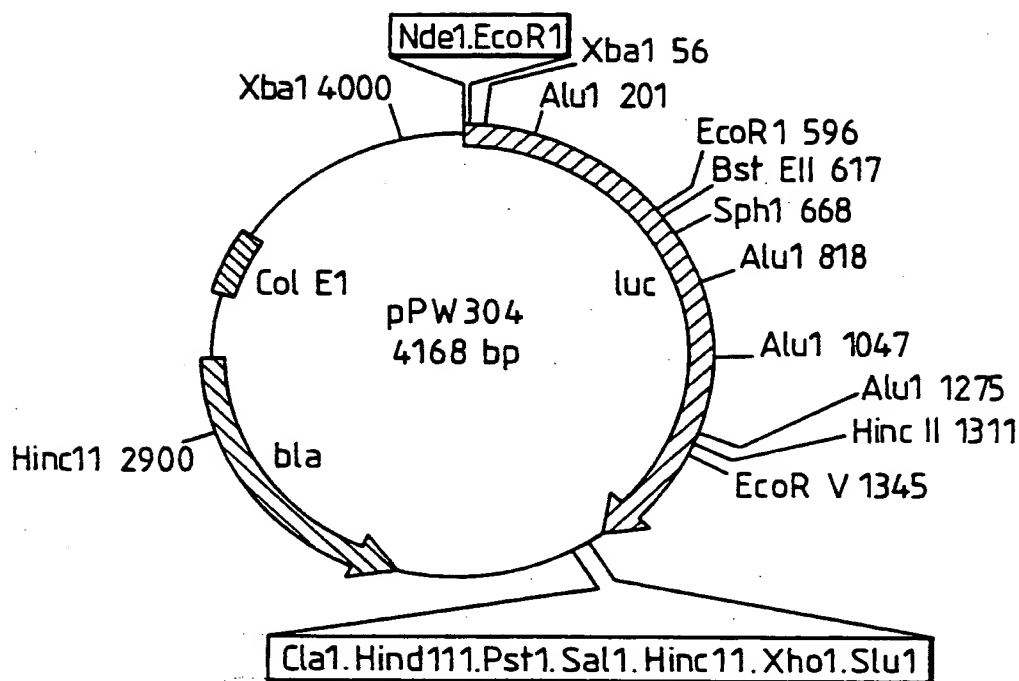 Nde1.EcoR1
Xba1 56
Xba1 4000
Alu1 201
EcoR1 596
Bst EII 617
Sph1 668
Alu1 818
luc
Col E1
pPW304
4168 bp
Alu1 1047
Alu1 1275
Hinc II 1311
EcoR V 1345
Hinc11 2900
bla
Cla1.Hind111.Pst1.Sal1.Hinc11.Xho1.Slu1